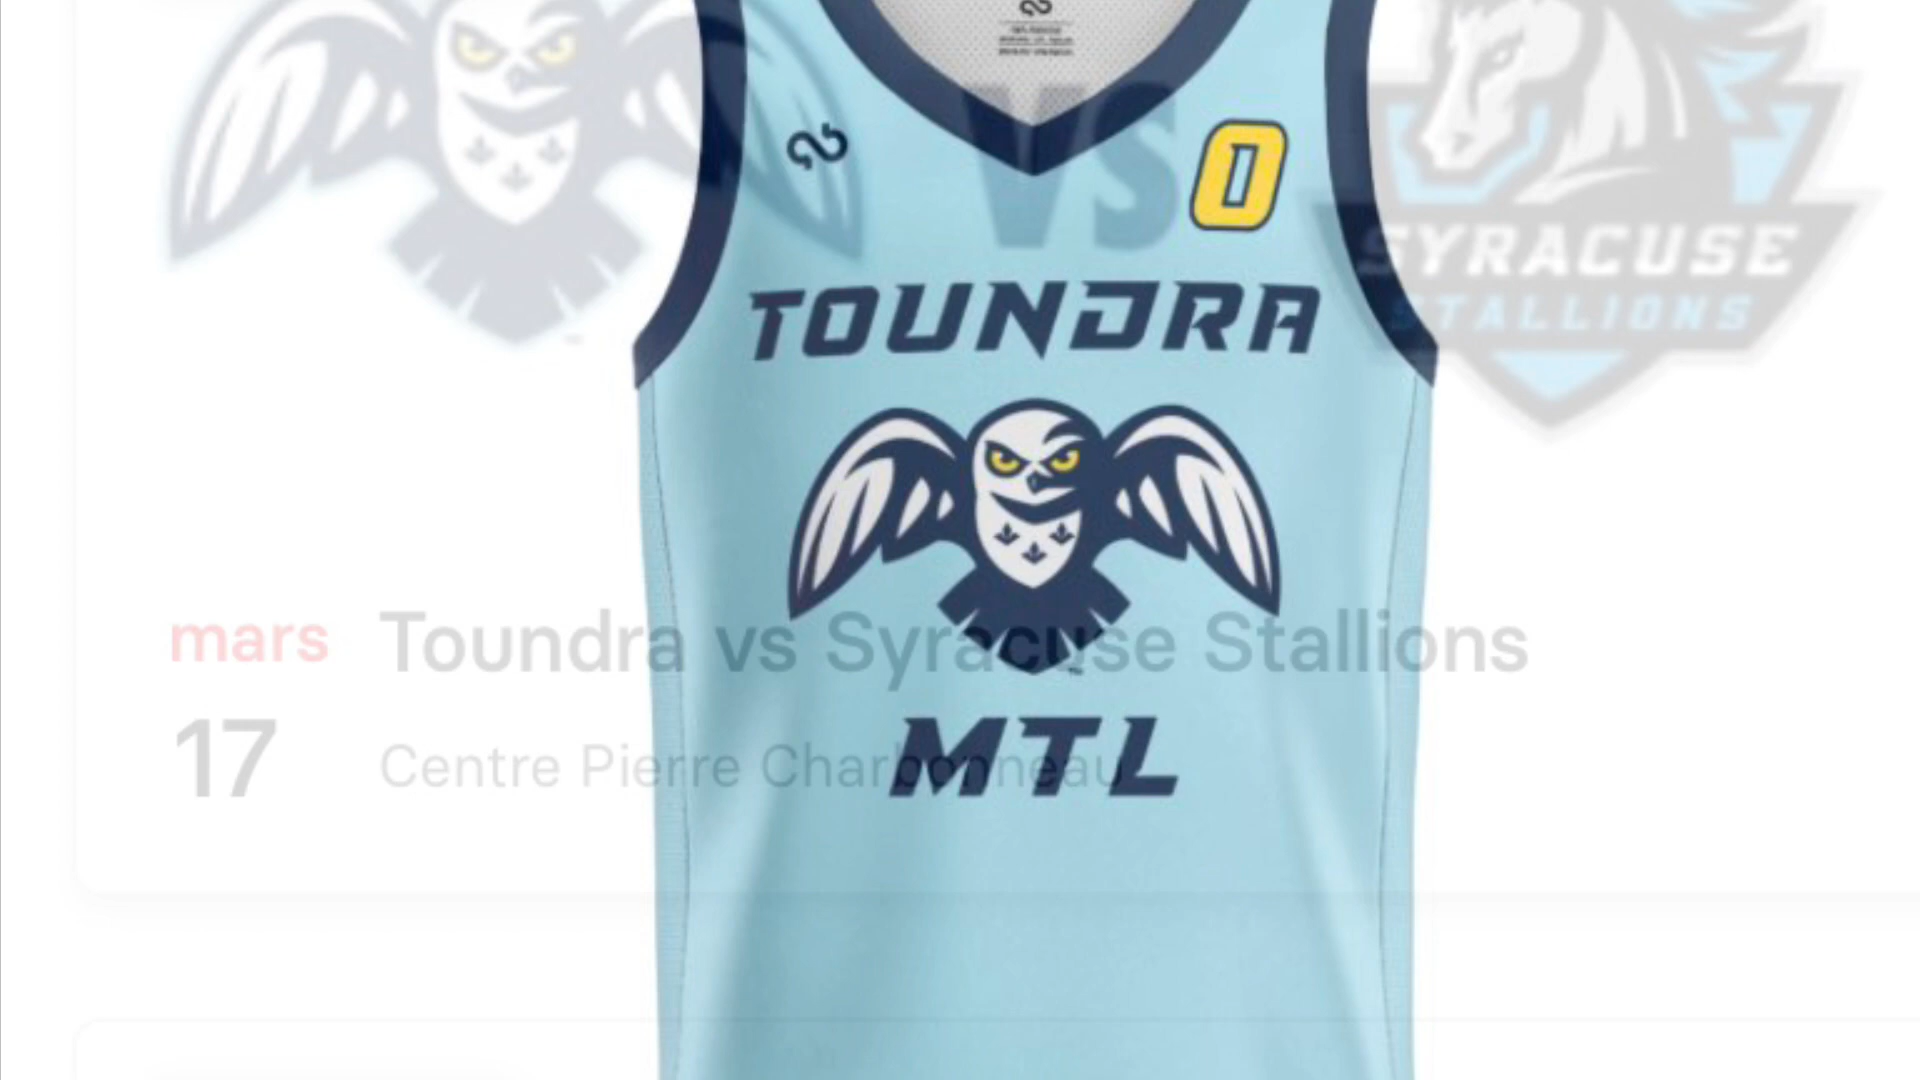 VS
0
SYRACUSE
STALLIONS
TOUNDRA
mars
Toundra vs Syracuse Stallions
17
Centre Pierre Charbonneau
MTL